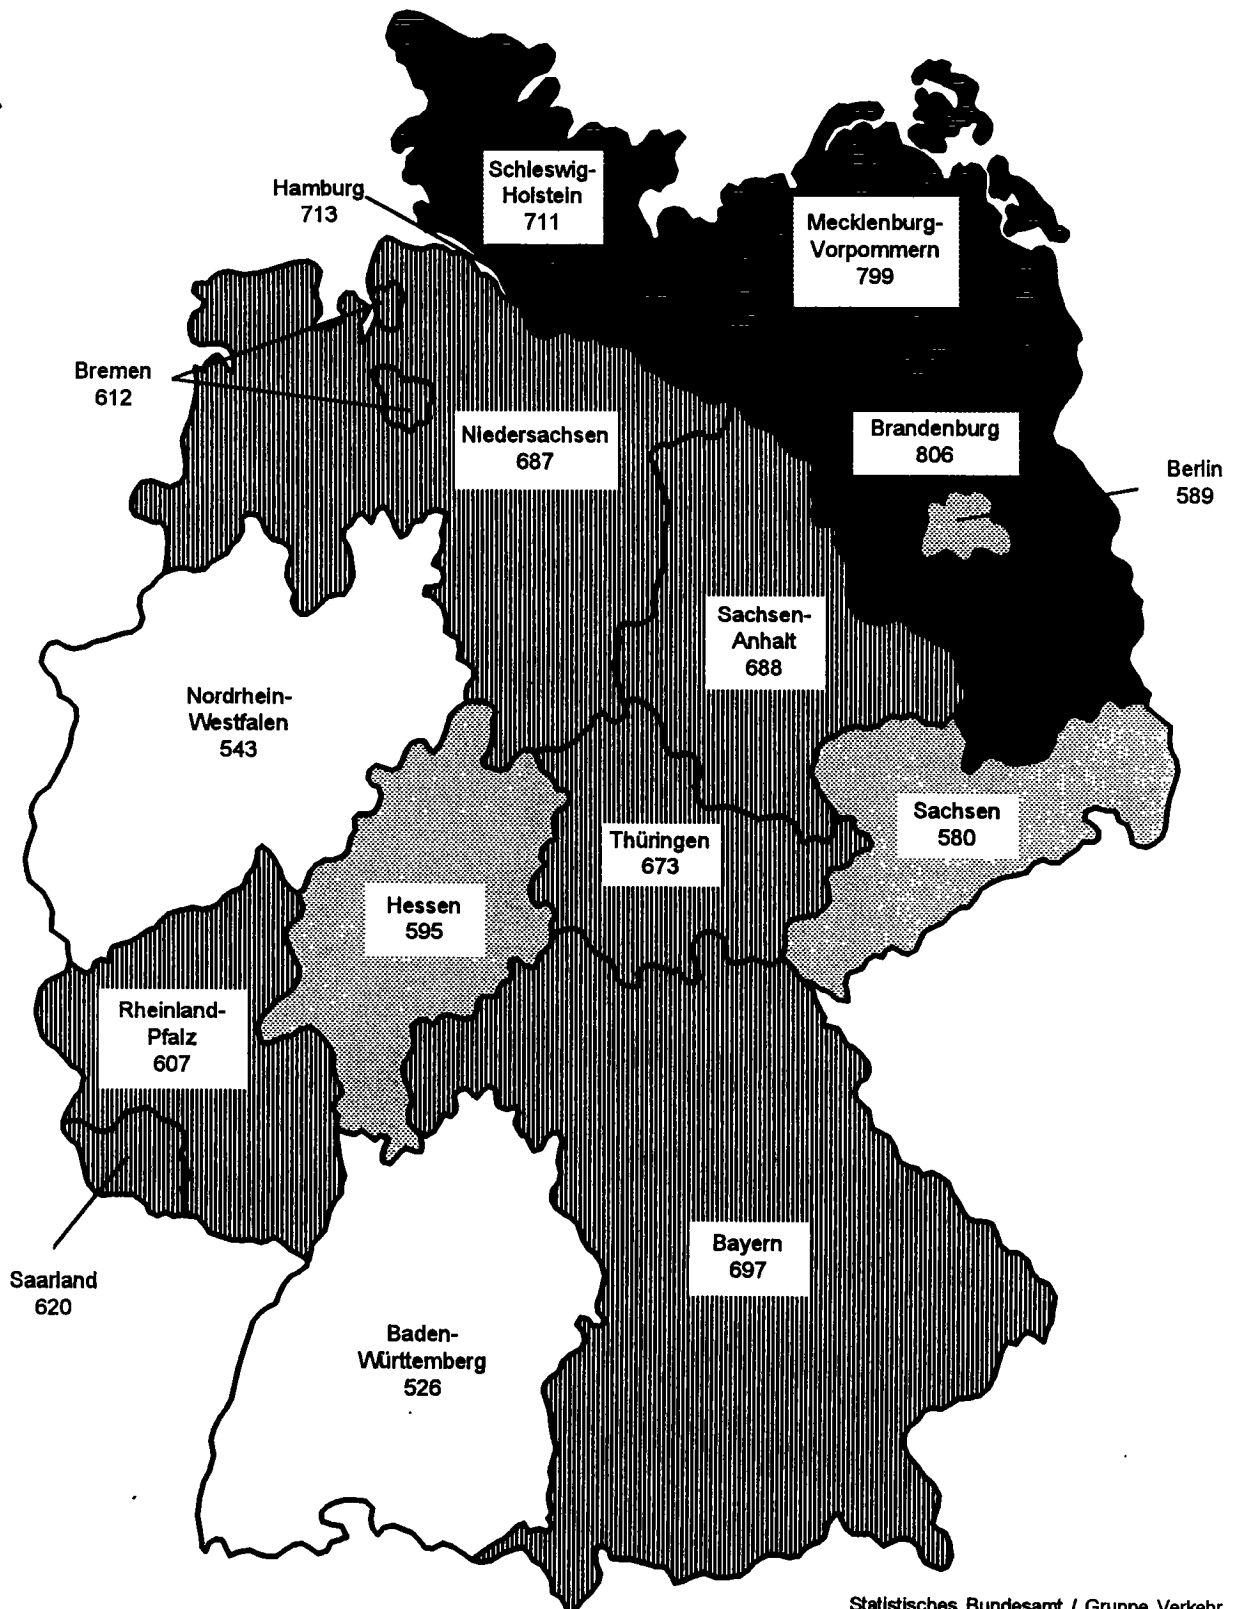 Schleswig-
Holstein
711
Hamburg
713
Mecklenburg-
Vorpommern
799
Bremen
612
Niedersachsen
687
Brandenburg
806
Berlin
589
Sachsen-
Anhalt
688
Nordrhein-
Westfalen
543
Sachsen
580
Thüringen
673
Hessen
595
Rheinland-
Pfalz
607
Bayern
697
Saarland
620
Baden-
Württemberg
526
Statistisches Bundesamt / Gruppe Verkehr